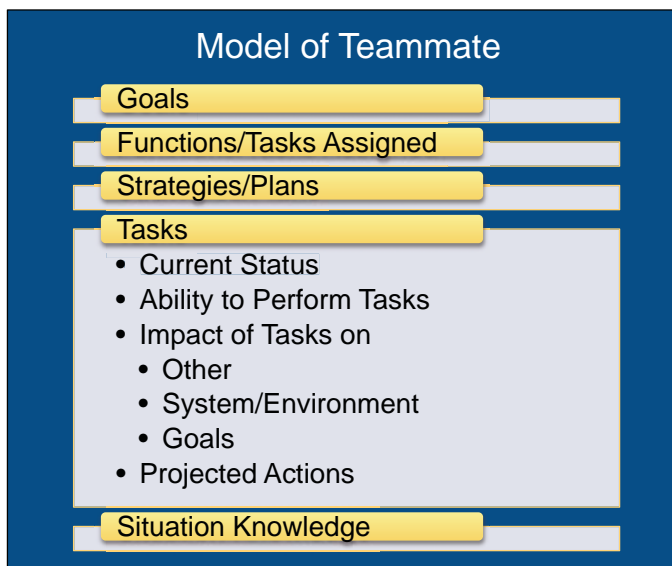 Model of Teammate
Goals
Functions/Tasks Assigned
Strategies/Plans
Tasks
• Current Status
• Ability to Perform Tasks
• Impact of Tasks on
• Other
• System/Environment
• Goals
• Projected Actions
Situation Knowledge